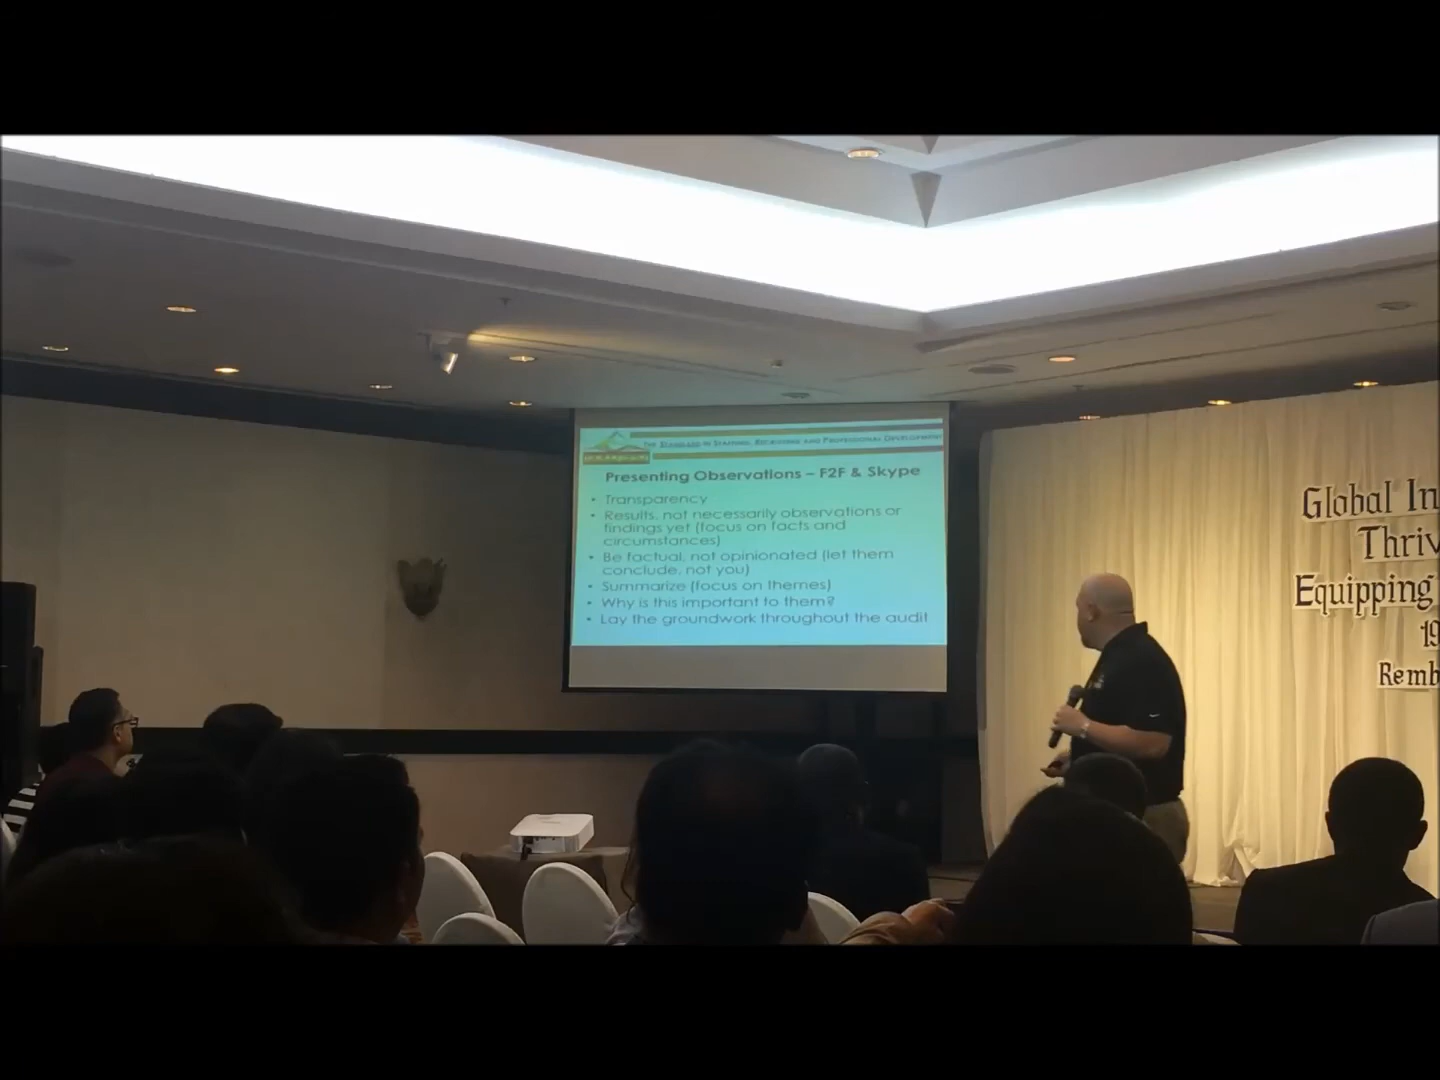 THE STANDARD IN STAFFING, RECRUITING AND PROFESSIONAL DEVELOPMENT
Presenting Observations – F2F & Skype
• Transparency
• Results, not necessarily observations or
findings yet (focus on facts and
circumstances)
• Be factual, not opinionated (let them
conclude, not you)
• Summarize (focus on themes)
• Why is this important to them?
• Lay the groundwork throughout the audit
Global In
Thriv
Equipping
19
Remb